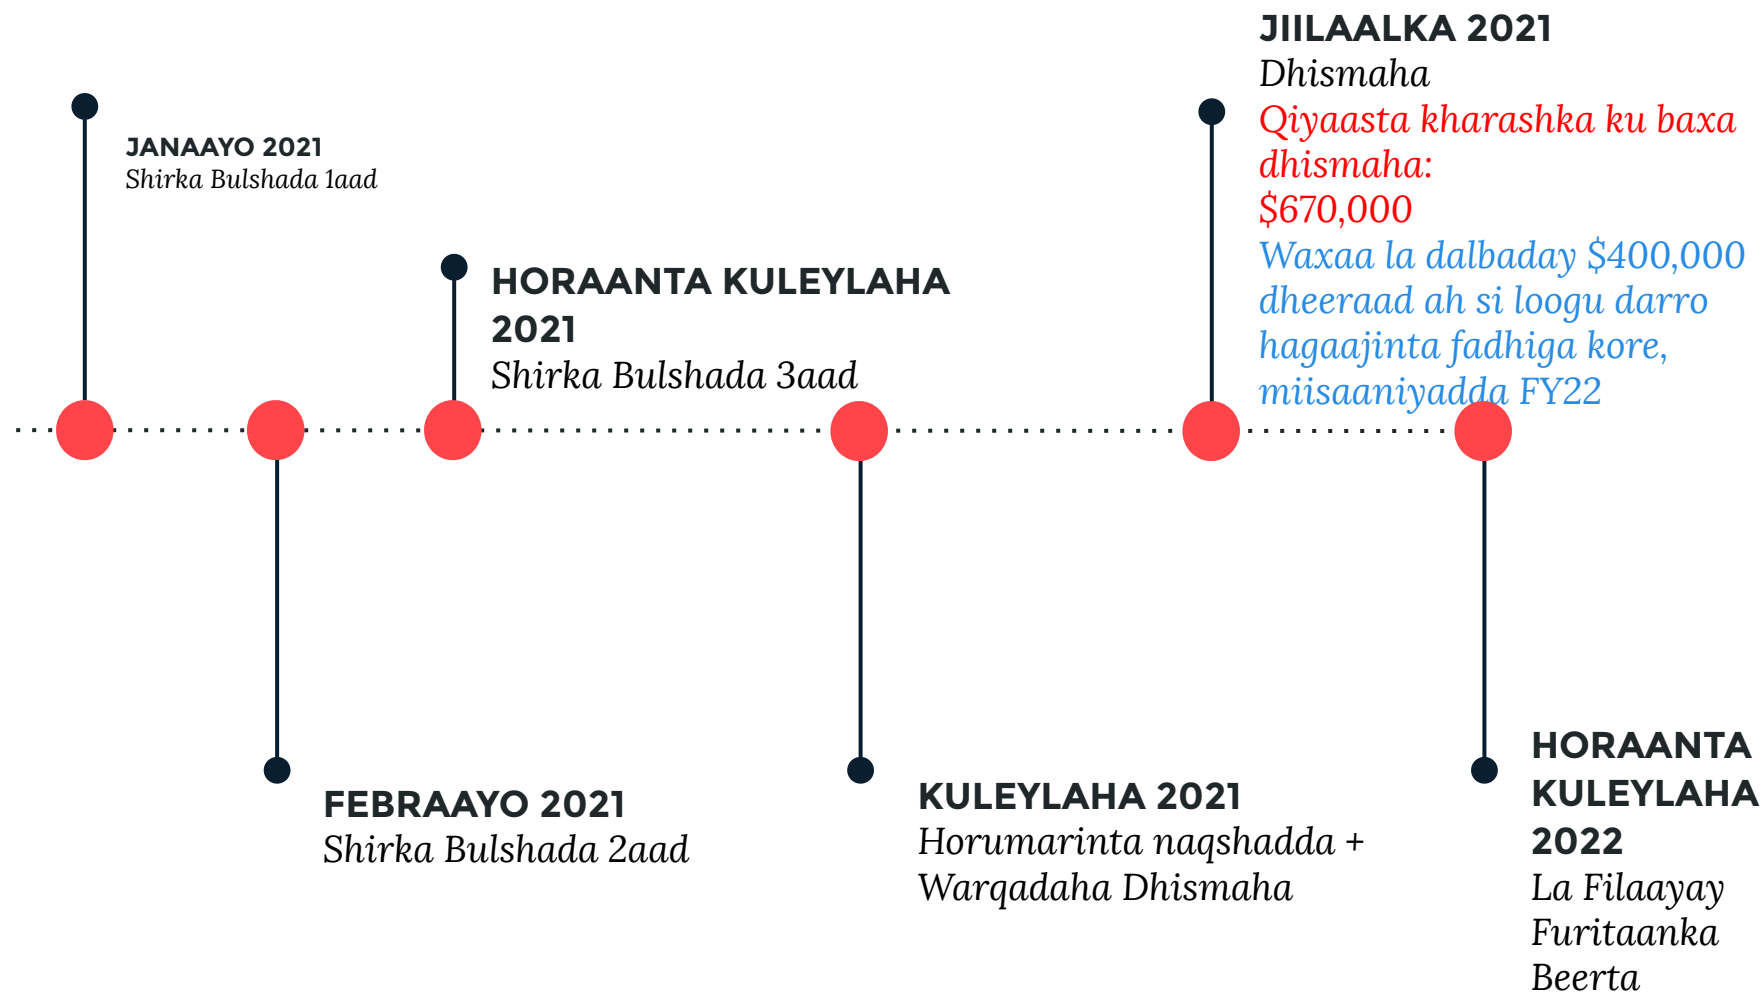 JANAAYO 2021
Shirka Bulshada 1aad
FEBRAAYO 2021
Shirka Bulshada 2aad
HORAANTA KULEYLAHA
2021
Shirka Bulshada 3aad
KULEYLAHA 2021
Horumarinta naqshadda +
Warqadaha Dhismaha
JIILAALKA 2021
Dhismaha
Qiyaasta kharashka ku baxa
dhismaha:
$670,000
Waxaa la dalbaday $400,000
dheeraad ah si loogu darro
hagaajinta fadhiga kore,
miisaaniyadda FY22
HORAANTA
KULEYLAHA
2022
La Filaayay
Furitaanka
Beerta